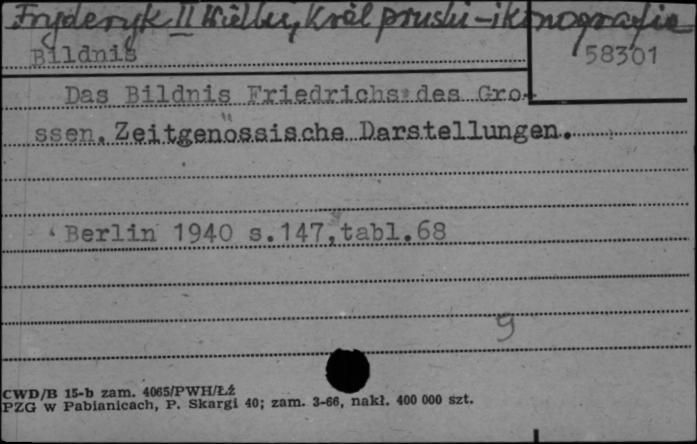 Fryderyk II Wielki, Król pruski – ikonografia
Bildnis
58301
Das Bildnis Friedrichs des Gro-
ssen. Zeitgenössische Darstellungen.
Berlin 1940 s.147, tabl.68
9
CWD/B 15-b zam. 4065/PWH/ŁŹ
PZG w Pabianicach, P. Skargi 40; zam. 3-66, nakł. 400 000 szt.